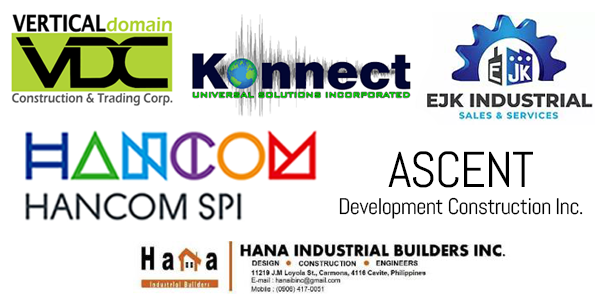 VERTICALdomain
VDC
Construction & Trading Corp.
Konnect
UNIVERSAL SOLUTIONS INCORPORATED
EJK
EJK INDUSTRIAL
SALES & SERVICES
HANCOM
HANCOM SPI
ASCENT
Development Construction Inc.
Hana
Industrial Builders
HANA INDUSTRIAL BUILDERS INC.
DESIGN • CONSTRUCTION • ENGINEERS
11219 J.M Loyola St., Carmona, 4116 Cavite, Philippines
E-mail : hanaibinc@gmail.com
Mobile : (0906) 417-0051